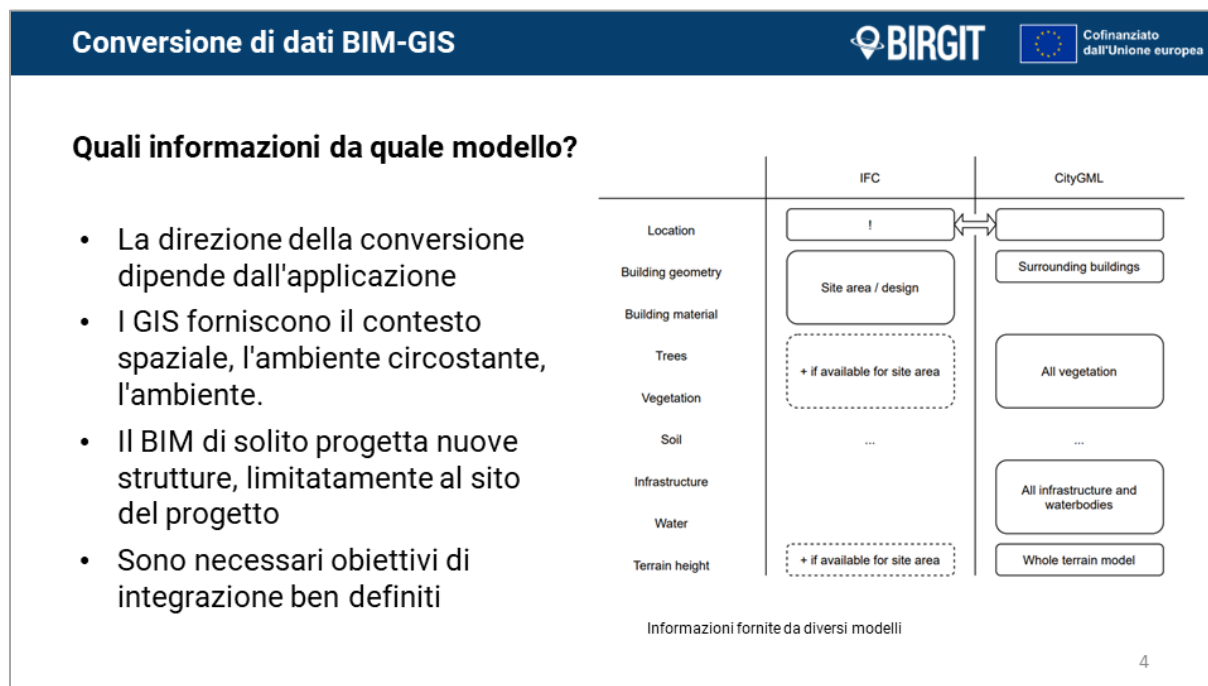 Conversione di dati BIM-GIS
BIRGIT
Cofinanziato
dall'Unione europea
Quali informazioni da quale modello?
• La direzione della conversione
dipende dall'applicazione
• I GIS forniscono il contesto
spaziale, l'ambiente circostante,
l'ambiente.
• Il BIM di solito progetta nuove
strutture, limitatamente al sito
del progetto
• Sono necessari obiettivi di
integrazione ben definiti
IFC
CityGML
Location
!
Building geometry
Surrounding buildings
Site area / design
Building material
Trees
+ if available for site area
All vegetation
Vegetation
Soil
...
...
Infrastructure
All infrastructure and
waterbodies
Water
Terrain height
+ if available for site area
Whole terrain model
Informazioni fornite da diversi modelli
4